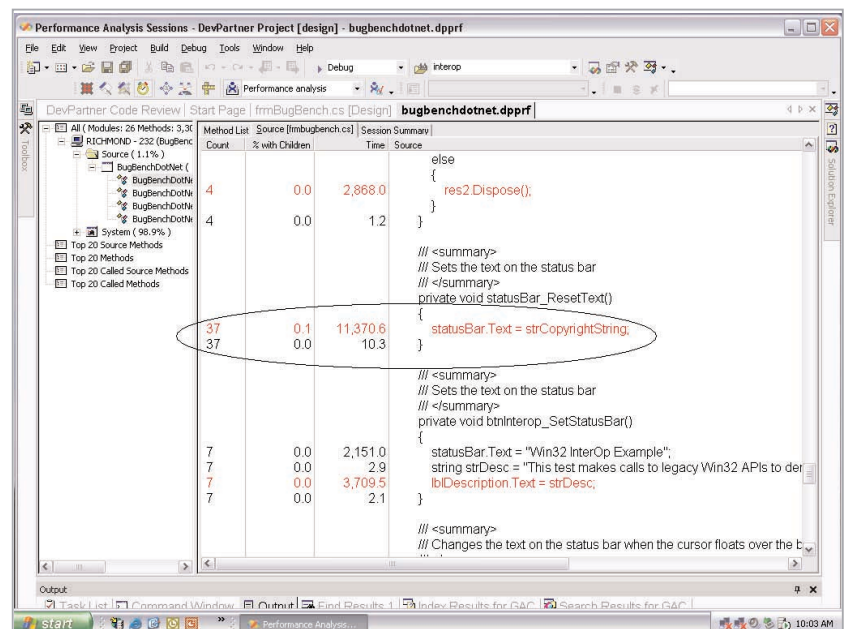 Performance Analysis Sessions - DevPartner Project [design] - bugbenchdotnet.dpprf
File Edit View Project Build Debug Tools Window Help
Debug interop
Performance analysis
DevPartner Code Review | Start Page | frmBugBench.cs [Design] bugbenchdotnet.dpprf
Toolbox
Solution Explorer
All ( Modules: 26 Methods: 3,30
RICHMOND - 232 (BugBenc
Source ( 1.1% )
BugBenchDotNet (
BugBenchDotNe
BugBenchDotNe
BugBenchDotNe
BugBenchDotNe
System ( 98.9% )
Top 20 Source Methods
Top 20 Methods
Top 20 Called Source Methods
Top 20 Called Methods
Method List Source [frmbugbench.cs] Session Summary
Count % with Children Time Source
else
{
4 0.0 2,868.0 res2.Dispose();
}
4 0.0 1.2 }
/// <summary>
/// Sets the text on the status bar
/// </summary>
private void statusBar_ResetText()
{
37 0.1 11,370.6 statusBar.Text = strCopyrightString;
37 0.0 10.3 }
/// <summary>
/// Sets the text on the status bar
/// </summary>
private void btnInterop_SetStatusBar()
{
7 0.0 2,151.0 statusBar.Text = "Win32 InterOp Example";
7 0.0 2.9 string strDesc = "This test makes calls to legacy Win32 APIs to der
7 0.0 3,709.5 lblDescription.Text = strDesc;
7 0.0 2.1 }
/// <summary>
/// Changes the text on the status bar when the cursor floats over the b
Output
Task List Command Window Output Find Results 1 Index Results for GAC Search Results for GAC
start Performance Analysis... 10:03 AM